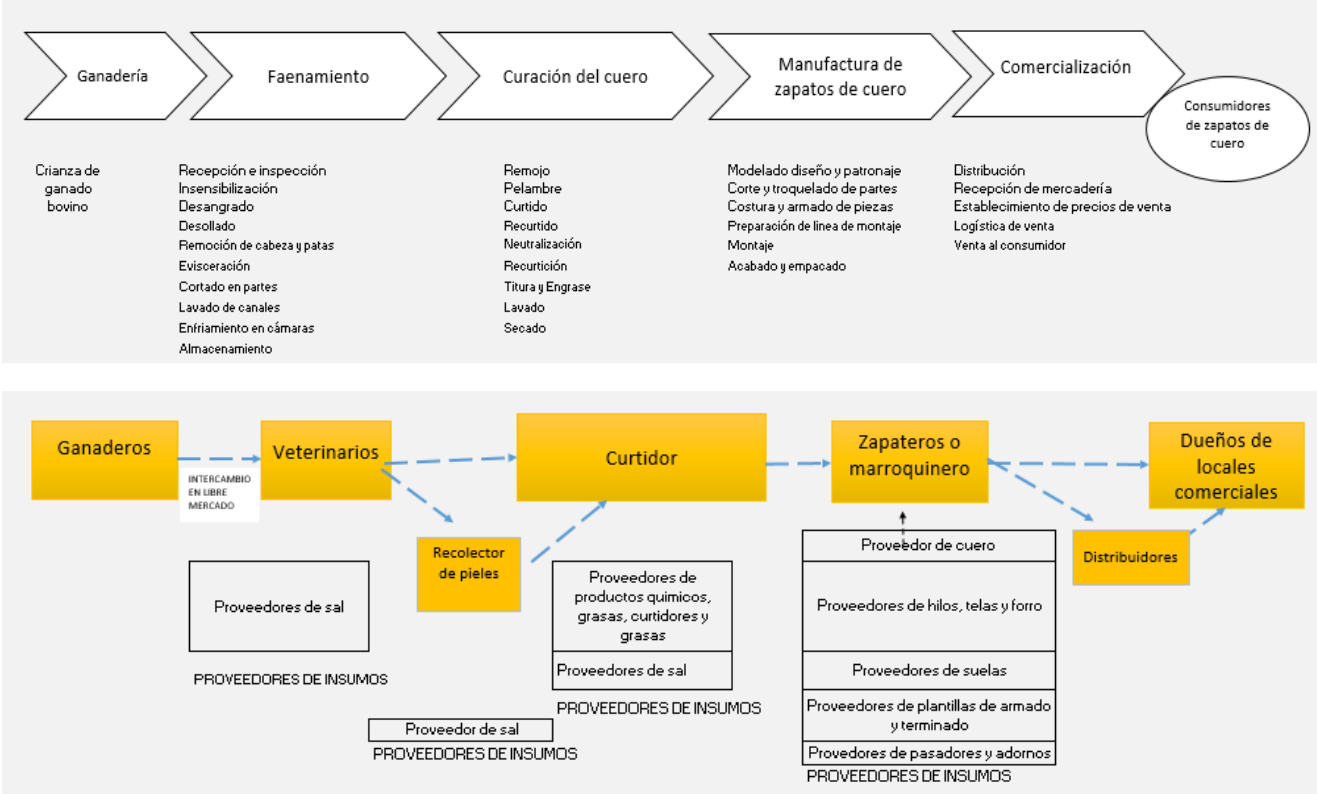 Ganadería
Faenamiento
Curación del cuero
Manufactura de
zapatos de cuero
Comercialización
Consumidores
de zapatos de
cuero
Crianza de
ganado
bovino
Recepción e inspección
Insensibilización
Desangrado
Desollado
Remoción de cabeza y patas
Evisceración
Cortado en partes
Lavado de canales
Enfriamiento en cámaras
Almacenamiento
Remojo
Pelambre
Curtido
Recurtido
Neutralización
Recurtición
Titura y Engrase
Lavado
Secado
Modelado diseño y patronaje
Corte y troquelado de partes
Costura y armado de piezas
Preparación de linea de montaje
Montaje
Acabado y empacado
Distribución
Recepción de mercadería
Establecimiento de precios de venta
Logística de venta
Venta al consumidor
Ganaderos
INTERCAMBIO
EN LIBRE
MERCADO
Veterinarios
Recolector
de pieles
Curtidor
Zapateros o
marroquinero
Distribuidores
Dueños de
locales
comerciales
Proveedores de sal
PROVEEDORES DE INSUMOS
Proveedor de sal
PROVEEDORES DE INSUMOS
Proveedores de
productos quimicos,
grasas, curtidores y
grasas
Proveedores de sal
PROVEEDORES DE INSUMOS
Proveedor de cuero
Proveedores de hilos, telas y forro
Proveedores de suelas
Proveedores de plantillas de armado
y terminado
Provedores de pasadores y adornos
PROVEEDORES DE INSUMOS